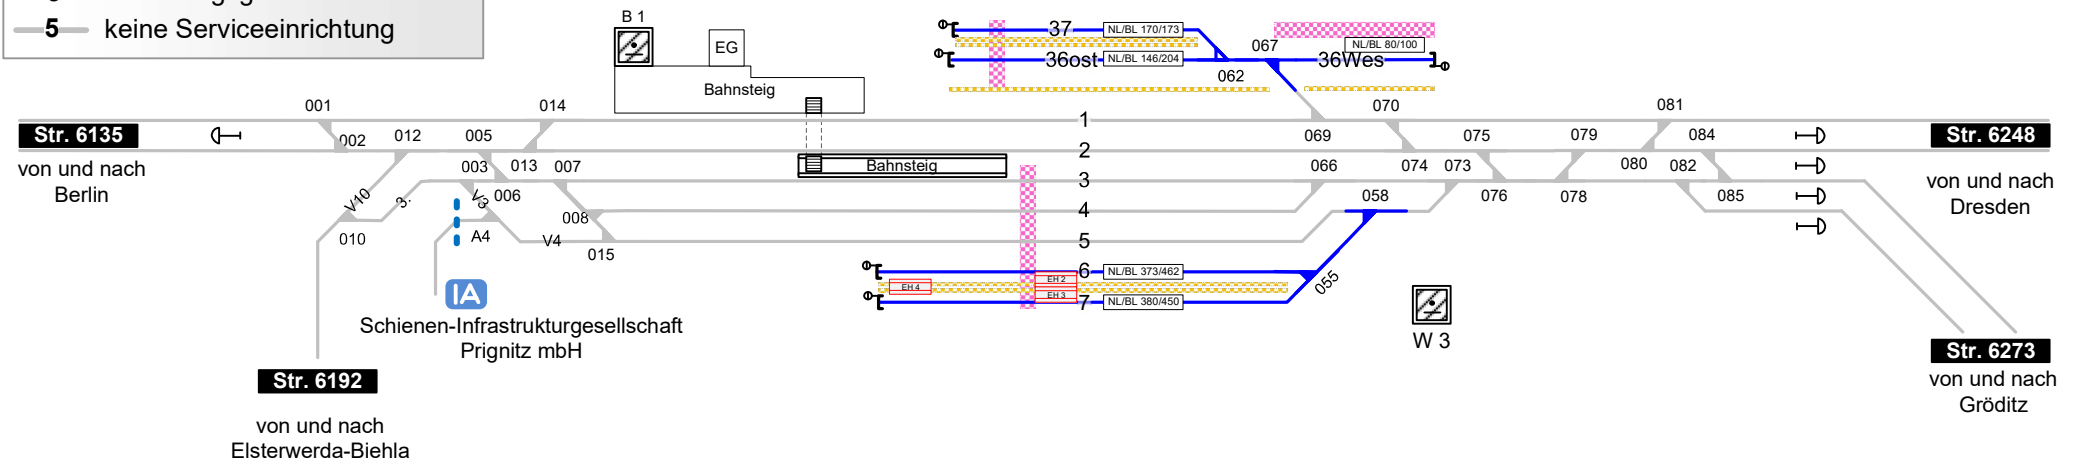 5 keine Serviceeinrichtung
B 1
EG
Bahnsteig
37 NL/BL 170/173
36ost NL/BL 146/204
062
067
NL/BL 80/100
36Wes
001
014
1
070
081
Str. 6135
002
012
005
069
075
079
084
Str. 6248
2
von und nach
Berlin
003
013
007
Bahnsteig
066
074
073
080
082
von und nach
Dresden
3
V10
3.
V3
006
058
076
078
085
4
008
010
A4
V4
015
5
6 NL/BL 373/462
EH 2
EH 4
EH 3
7 NL/BL 380/450
055
IA
Schienen-Infrastrukturgesellschaft
Prignitz mbH
W 3
Str. 6273
von und nach
Gröditz
Str. 6192
von und nach
Elsterwerda-Biehla